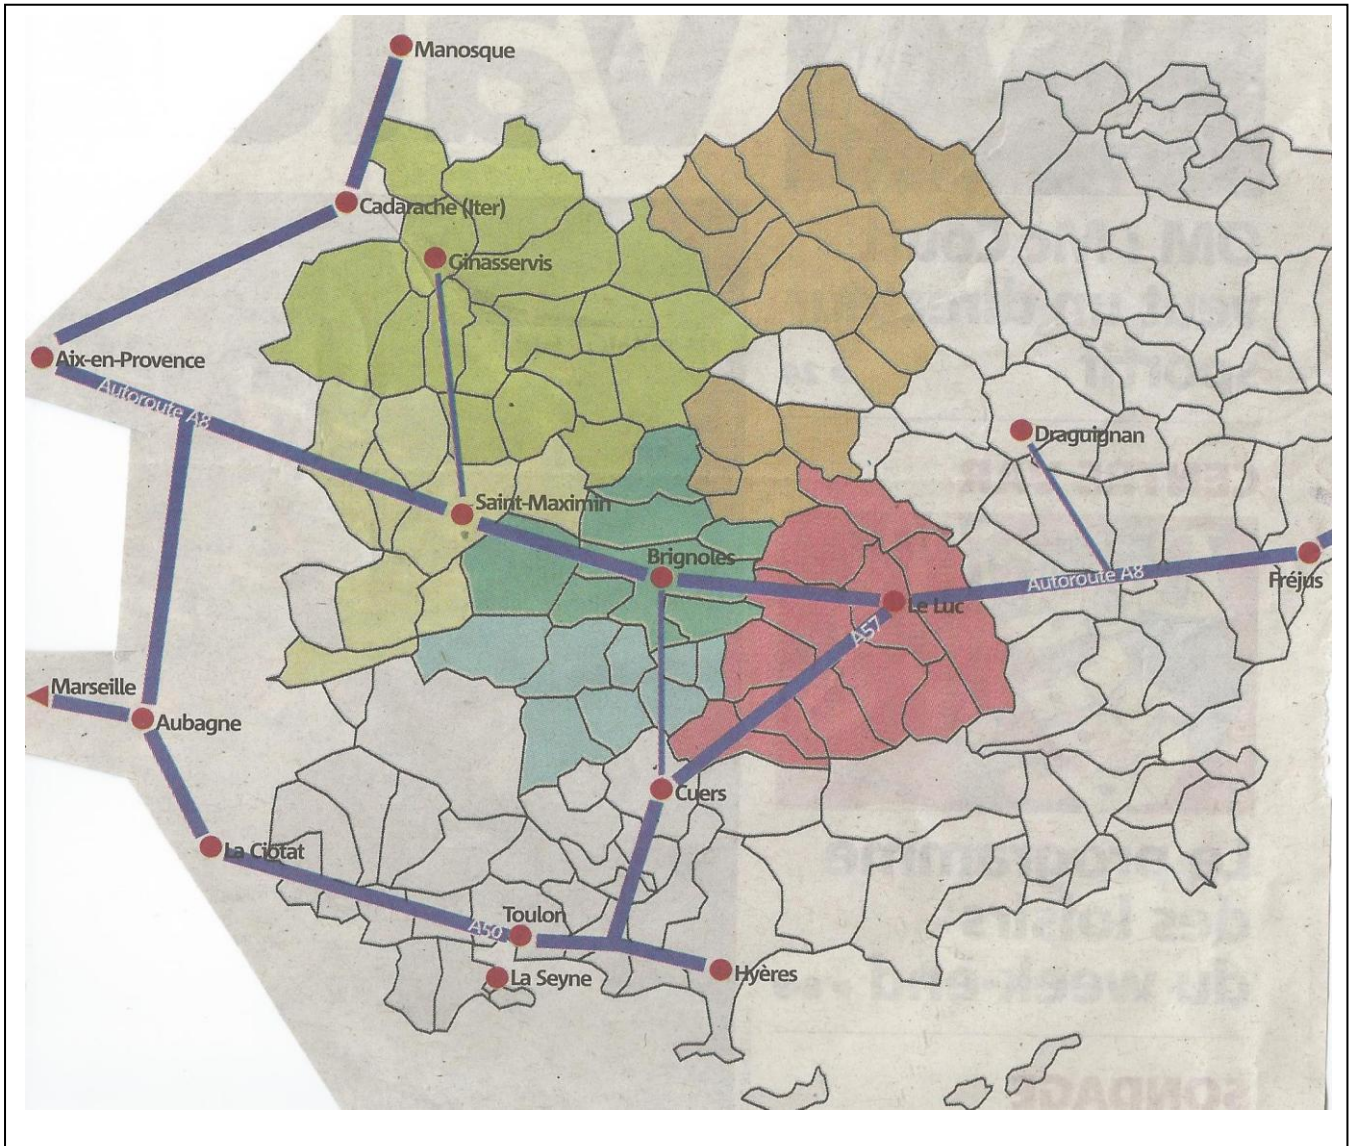 Manosque
Cadarache (Iter)
Ginasservis
Aix-en-Provence
Autoroute A8
Draguignan
Saint-Maximin
Brignoles
Autoroute A8
Fréjus
Le Luc
A57
Marseille
Aubagne
Cuers
La Ciotat
Toulon
A50
La Seyne
Hyères
SONDAGE